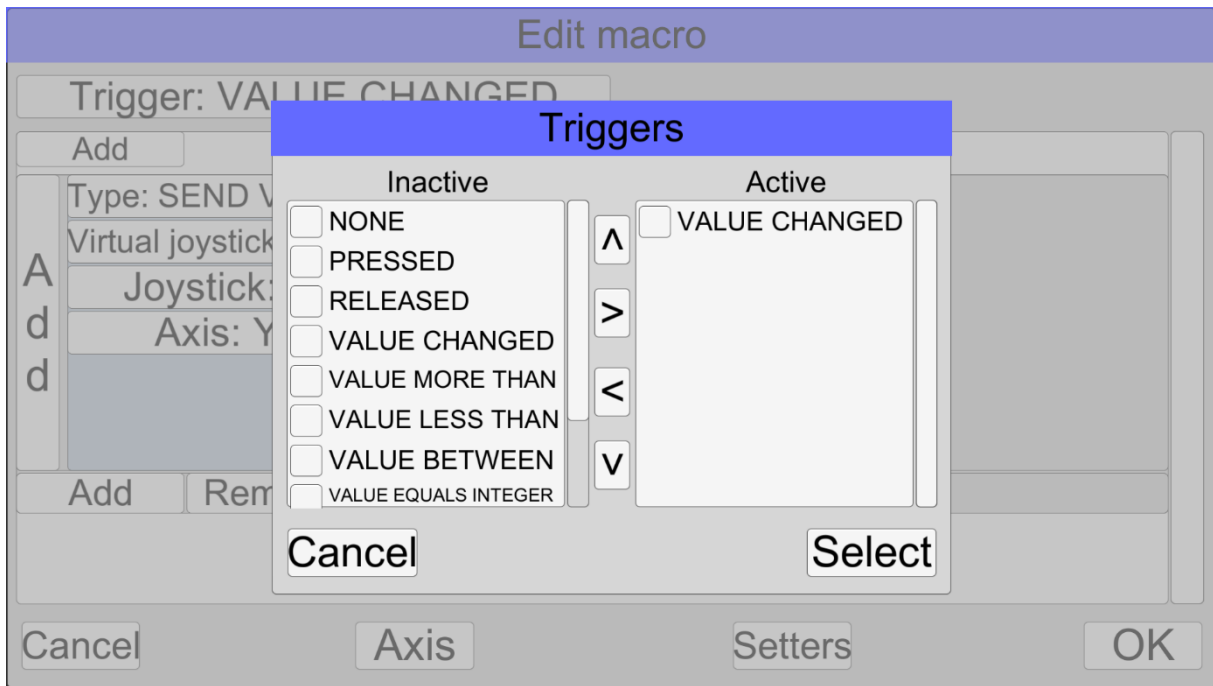 Edit macro
Trigger: VALUE CHANGED
Triggers
Add
Inactive
Active
Type: SEND V
Virtual joystick
Joystick:
Axis: Y
A
d
d
NONE
PRESSED
RELEASED
VALUE CHANGED
VALUE MORE THAN
VALUE LESS THAN
VALUE BETWEEN
VALUE EQUALS INTEGER
^
>
<
v
VALUE CHANGED
Add
Rem
Cancel
Select
Cancel
Axis
Setters
OK